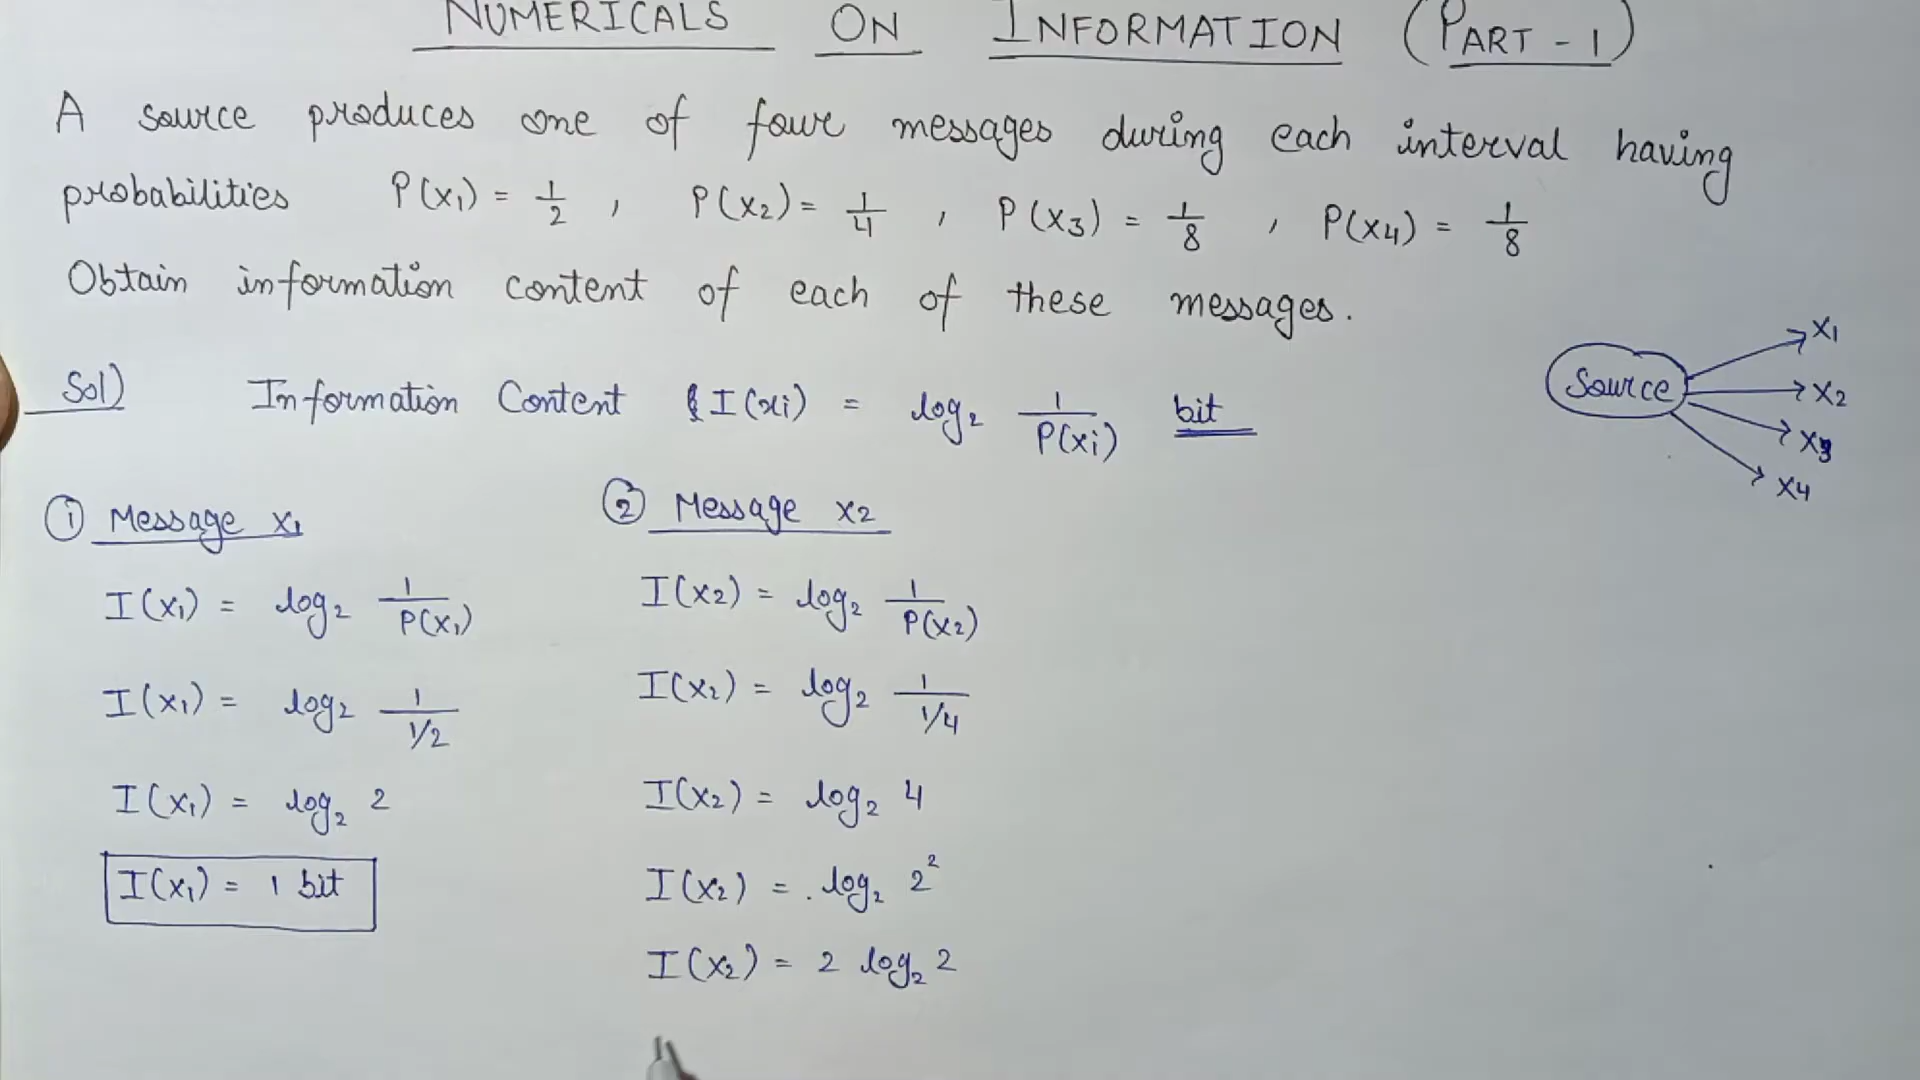 NUMERICALS ON INFORMATION (PART - 1)
A source produces one of four messages during each interval having
probabilities P(x₁) = 1/2 , P(x₂) = 1/4 , P(x₃) = 1/8 , P(x₄) = 1/8
Obtain information content of each of these messages.
Sol) Information Content I(xi) = log₂ 1/P(xi) bit
Source
x₁
x₂
x₃
x₄
① Message x₁
I(x₁) = log₂ 1/P(x₁)
I(x₁) = log₂ 1/1/2
I(x₁) = log₂ 2
I(x₁) = 1 bit
② Message x₂
I(x₂) = log₂ 1/P(x₂)
I(x₂) = log₂ 1/1/4
I(x₂) = log₂ 4
I(x₂) = log₂ 2²
I(x₂) = 2 log₂ 2